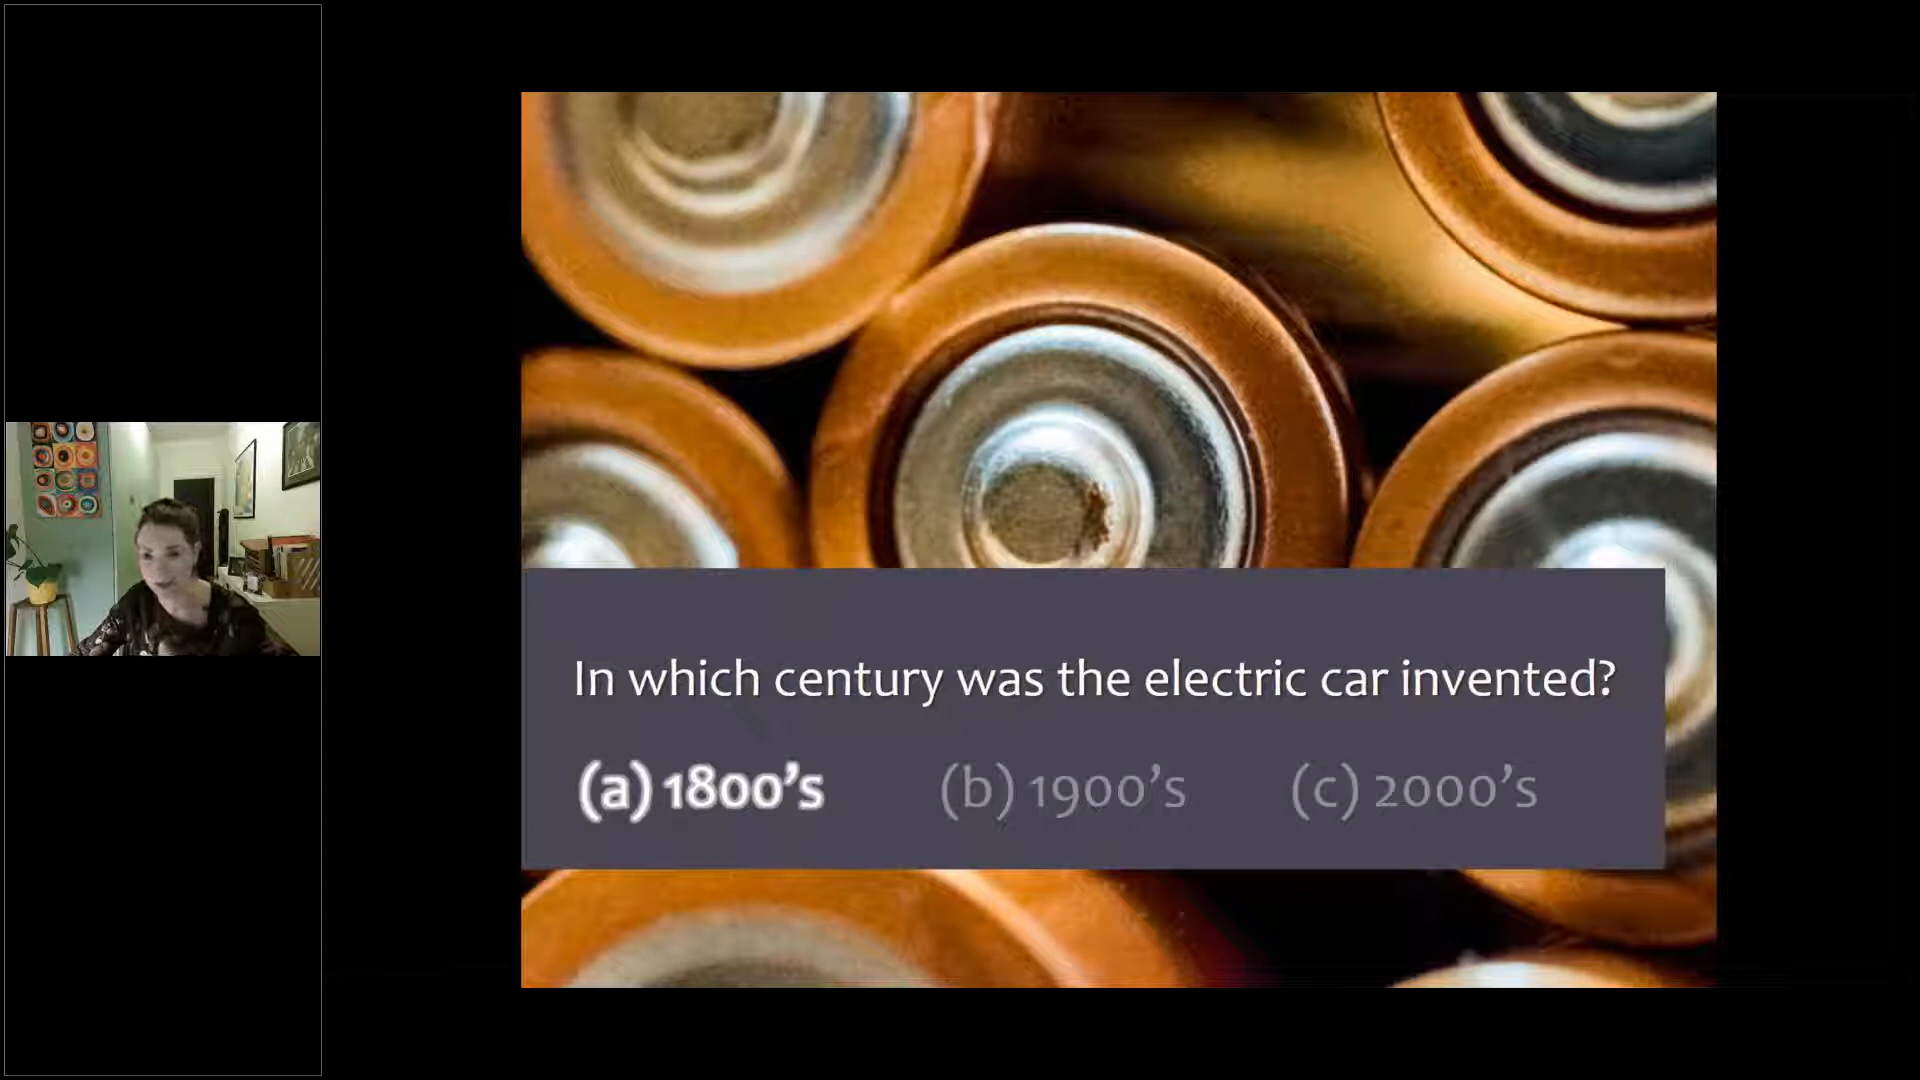 In which century was the electric car invented?
(a) 1800’s (b) 1900’s (c) 2000’s